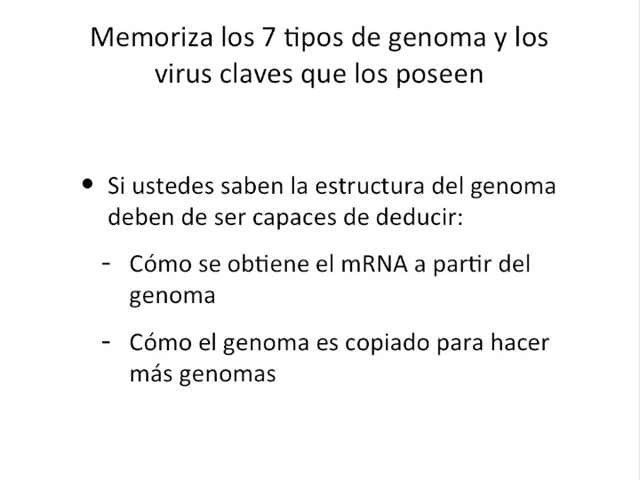 Memoriza los 7 tipos de genoma y los
virus claves que los poseen
• Si ustedes saben la estructura del genoma
deben de ser capaces de deducir:
- Cómo se obtiene el mRNA a partir del
genoma
- Cómo el genoma es copiado para hacer
más genomas